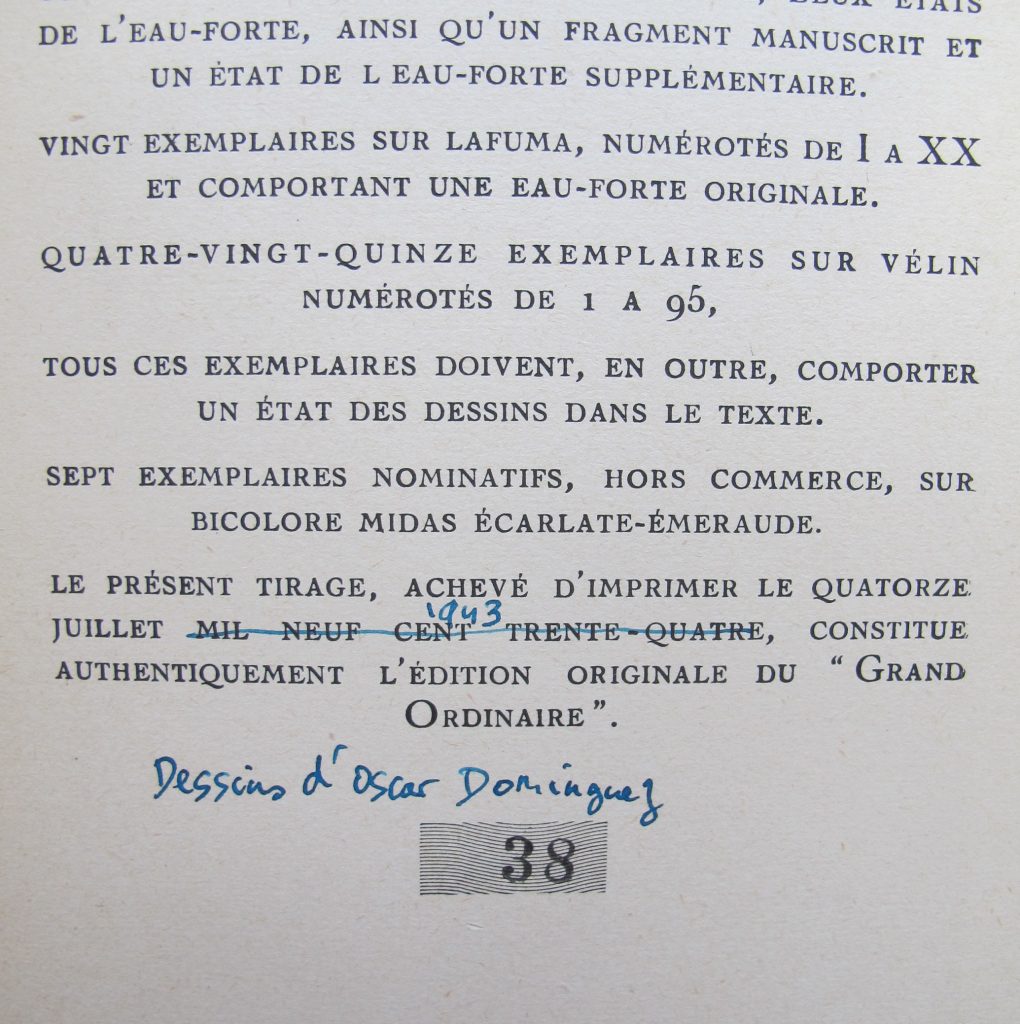 DEUX ÉTATS
DE L'EAU-FORTE, AINSI QU'UN FRAGMENT MANUSCRIT ET
UN ÉTAT DE L EAU-FORTE SUPPLÉMENTAIRE.
VINGT EXEMPLAIRES SUR LAFUMA, NUMÉROTÉS DE I A XX
ET COMPORTANT UNE EAU-FORTE ORIGINALE.
QUATRE-VINGT-QUINZE EXEMPLAIRES SUR VÉLIN
NUMÉROTÉS DE 1 A 95,
TOUS CES EXEMPLAIRES DOIVENT, EN OUTRE, COMPORTER
UN ÉTAT DES DESSINS DANS LE TEXTE.
SEPT EXEMPLAIRES NOMINATIFS, HORS COMMERCE, SUR
BICOLORE MIDAS ÉCARLATE-ÉMERAUDE.
LE PRÉSENT TIRAGE, ACHEVÉ D'IMPRIMER LE QUATORZE
1943
JUILLET MIL NEUF CENT TRENTE-QUATRE, CONSTITUE
AUTHENTIQUEMENT L'ÉDITION ORIGINALE DU “GRAND
ORDINAIRE”.
Dessins d'Oscar Dominguez
38